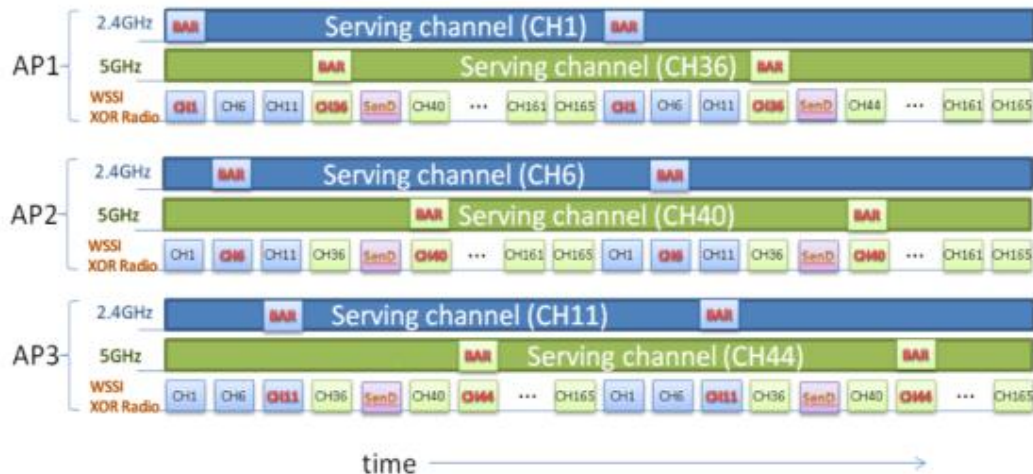 2.4GHz BAR Serving channel (CH1) BAR
AP1
5GHz BAR Serving channel (CH36) BAR
WSSI
XOR Radio CH1 CH6 CH11 CH36 SenD CH40 ... CH161 CH165 CH1 CH6 CH11 CH36 SenD CH44 ... CH161 CH165
2.4GHz BAR Serving channel (CH6) BAR
AP2
5GHz BAR Serving channel (CH40) BAR
WSSI
XOR Radio CH1 CH6 CH11 CH36 SenD CH40 ... CH161 CH165 CH1 CH6 CH11 CH36 SenD CH40 ... CH161 CH165
2.4GHz BAR Serving channel (CH11) BAR
AP3
5GHz BAR Serving channel (CH44) BAR
WSSI
XOR Radio CH1 CH6 CH11 CH36 SenD CH40 CH44 ... CH165 CH1 CH6 CH11 CH36 SenD CH40 CH44 ... CH165
time